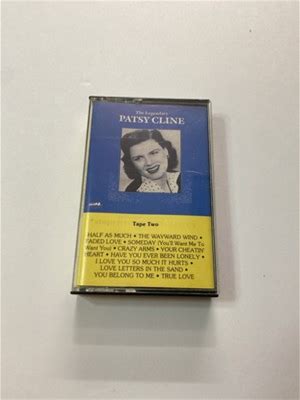 The Legendary
PATSY CLINE
Tape Two
HALF AS MUCH • THE WAYWARD WIND •
FADED LOVE • SOMEDAY (You'll Want Me To
Want You) • CRAZY ARMS • YOUR CHEATIN'
HEART • HAVE YOU EVER BEEN LONELY •
I LOVE YOU SO MUCH IT HURTS •
LOVE LETTERS IN THE SAND •
YOU BELONG TO ME • TRUE LOVE